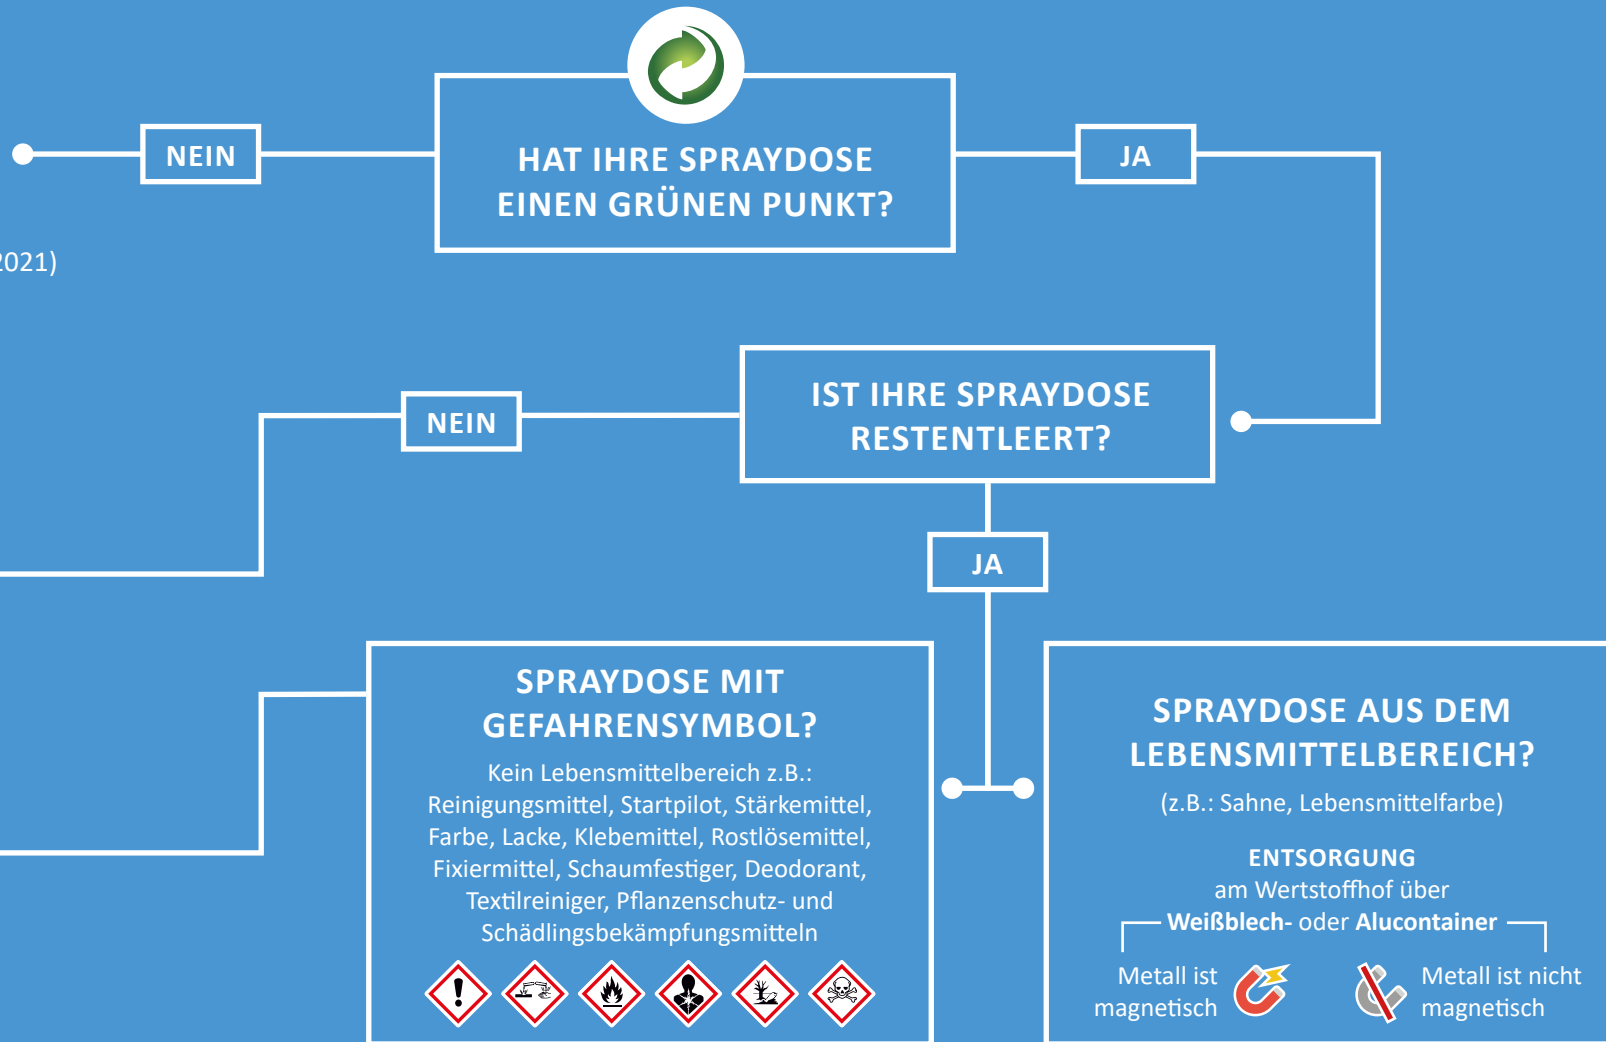 HAT IHRE SPRAYDOSE
EINEN GRÜNEN PUNKT?
NEIN
JA
2021)
IST IHRE SPRAYDOSE
RESTENTLEERT?
NEIN
JA
SPRAYDOSE MIT
GEFAHRENSYMBOL?
Kein Lebensmittelbereich z.B.:
Reinigungsmittel, Startpilot, Stärkemittel,
Farbe, Lacke, Klebemittel, Rostlösemittel,
Fixiermittel, Schaumfestiger, Deodorant,
Textilreiniger, Pflanzenschutz- und
Schädlingsbekämpfungsmitteln
SPRAYDOSE AUS DEM
LEBENSMITTELBEREICH?
(z.B.: Sahne, Lebensmittelfarbe)
ENTSORGUNG
am Wertstoffhof über
Weißblech- oder Alucontainer
Metall ist
magnetisch
Metall ist nicht
magnetisch